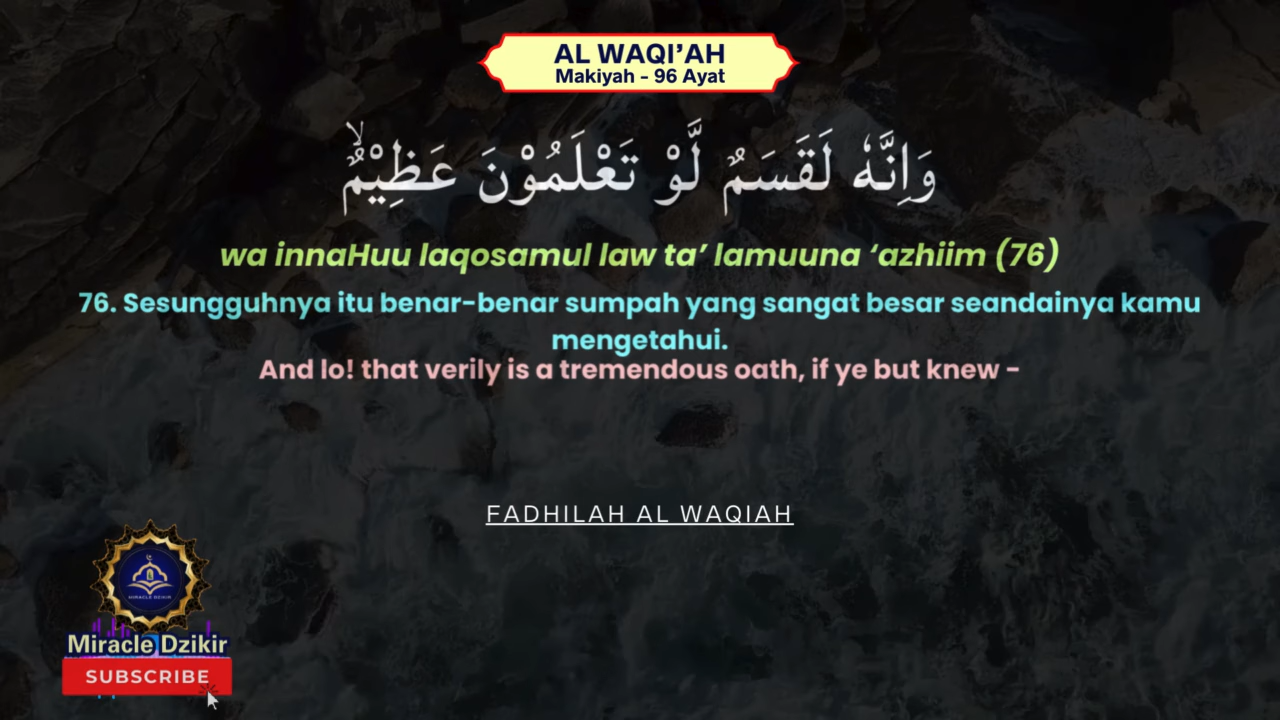 AL WAQI'AH
Makiyah - 96 Ayat
وَاِنَّهٗ لَقَسَمٌ لَّوْ تَعْلَمُوْنَ عَظِيْمٌۙ
wa innaHuu laqosamul law ta' lamuuna 'azhiim (76)
76. Sesungguhnya itu benar-benar sumpah yang sangat besar seandainya kamu
mengetahui.
And lo! that verily is a tremendous oath, if ye but knew -
FADHILAH AL WAQIAH
MIRACLE DZIKIR
Miracle Dzikir
SUBSCRIBE